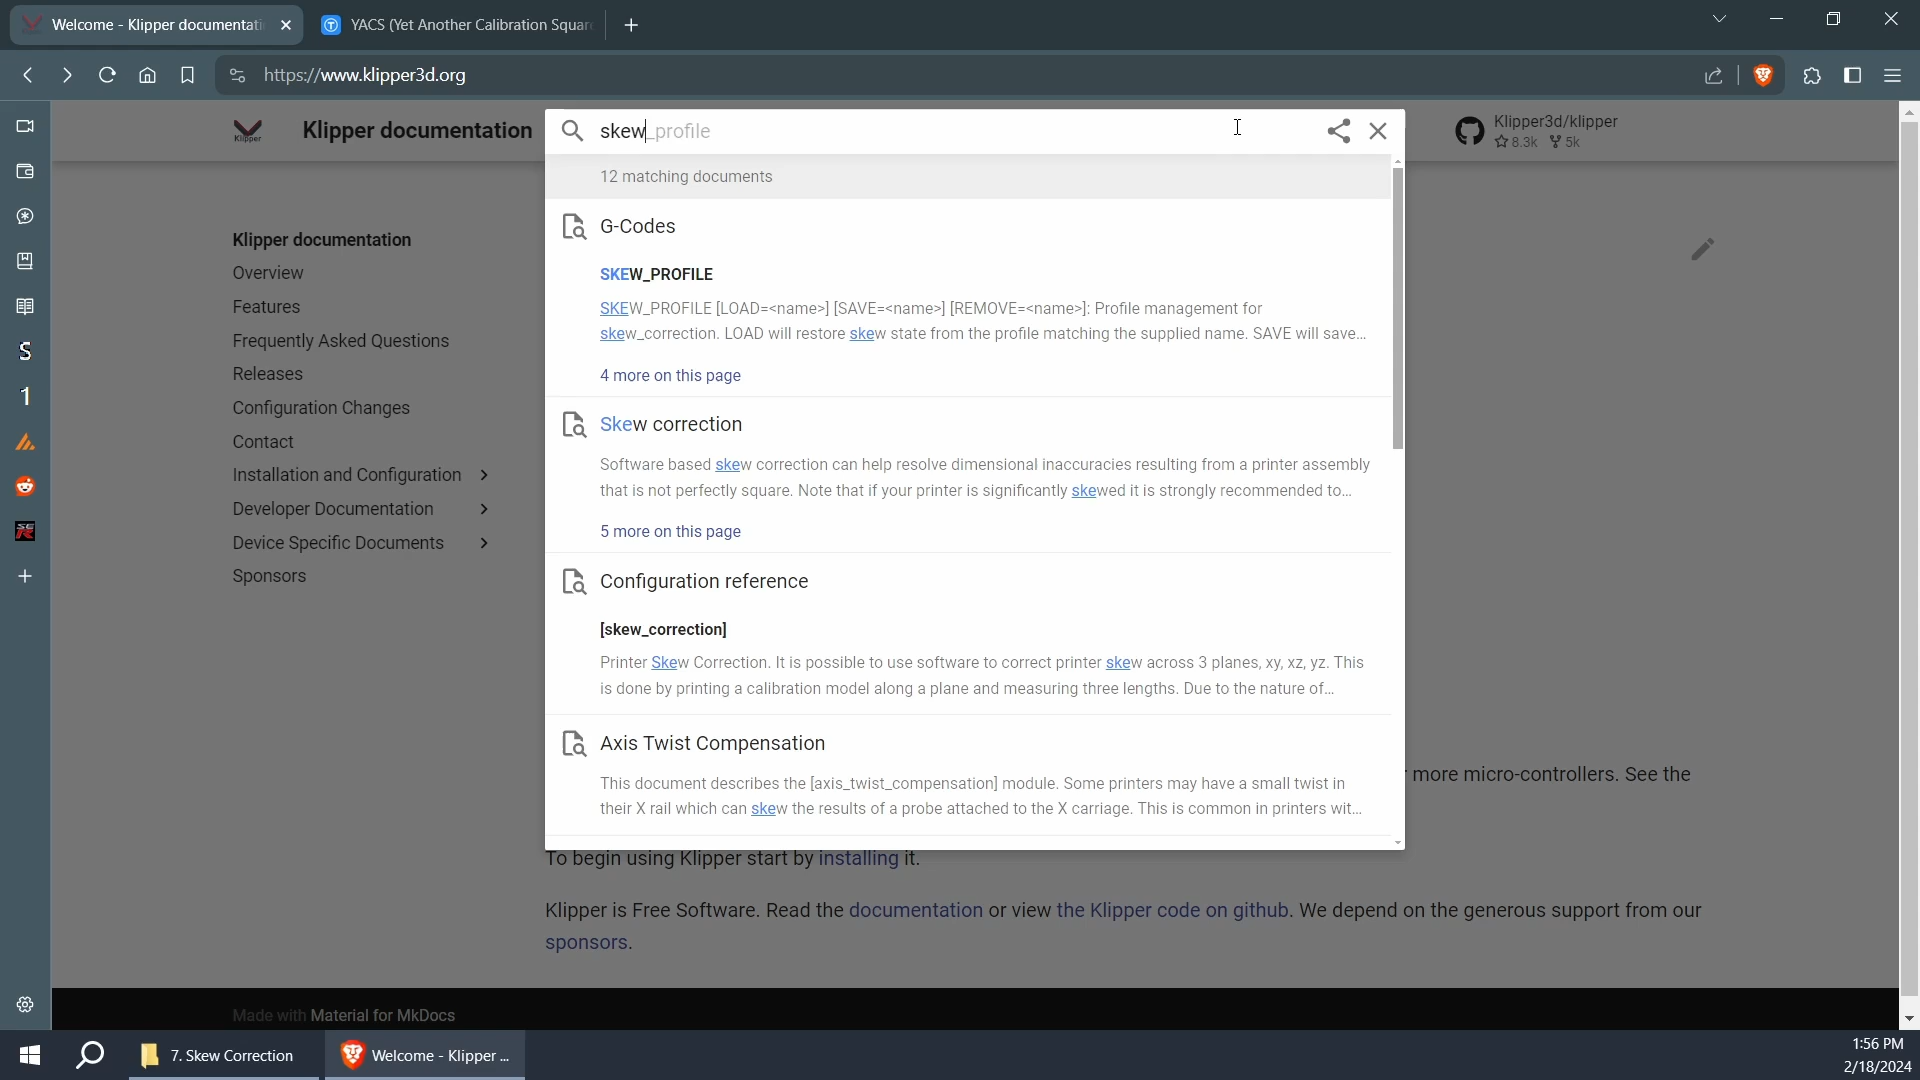 Welcome - Klipper documentati
YACS (Yet Another Calibration Squar
https://www.klipper3d.org
Klipper
Klipper documentation
skew_profile
Klipper3d/klipper
8.3k 5k
12 matching documents
G-Codes
SKEW_PROFILE
SKEW_PROFILE [LOAD=<name>] [SAVE=<name>] [REMOVE=<name>]: Profile management for
skew_correction. LOAD will restore skew state from the profile matching the supplied name. SAVE will save...
4 more on this page
Skew correction
Software based skew correction can help resolve dimensional inaccuracies resulting from a printer assembly
that is not perfectly square. Note that if your printer is significantly skewed it is strongly recommended to...
5 more on this page
Configuration reference
[skew_correction]
Printer Skew Correction. It is possible to use software to correct printer skew across 3 planes, xy, xz, yz. This
is done by printing a calibration model along a plane and measuring three lengths. Due to the nature of...
Axis Twist Compensation
This document describes the [axis_twist_compensation] module. Some printers may have a small twist in
their X rail which can skew the results of a probe attached to the X carriage. This is common in printers wit...
Klipper documentation
Overview
Features
Frequently Asked Questions
Releases
Configuration Changes
Contact
Installation and Configuration
Developer Documentation
Device Specific Documents
Sponsors
S
1
more micro-controllers. See the
To begin using Klipper start by installing it.
Klipper is Free Software. Read the documentation or view the Klipper code on github. We depend on the generous support from our
sponsors.
Made with Material for MkDocs
7. Skew Correction
Welcome - Klipper ...
1:56 PM
2/18/2024